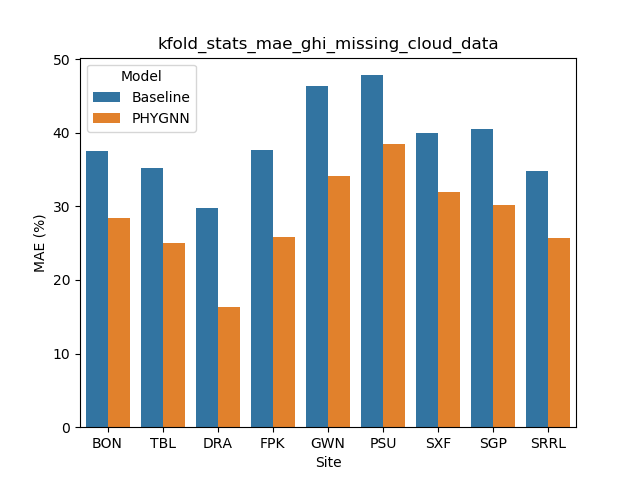 kfold_stats_mae_ghi_missing_cloud_data
Model
Baseline
PHYGNN
MAE (%)
50
40
30
20
10
0
BON TBL DRA FPK GWN PSU SXF SGP SRRL
Site